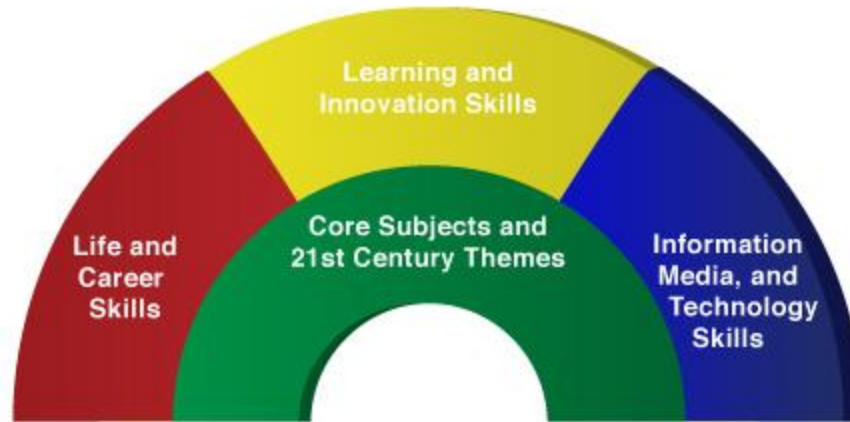 Learning and
Innovation Skills
Core Subjects and
21st Century Themes
Life and
Career
Skills
Information
Media, and
Technology
Skills